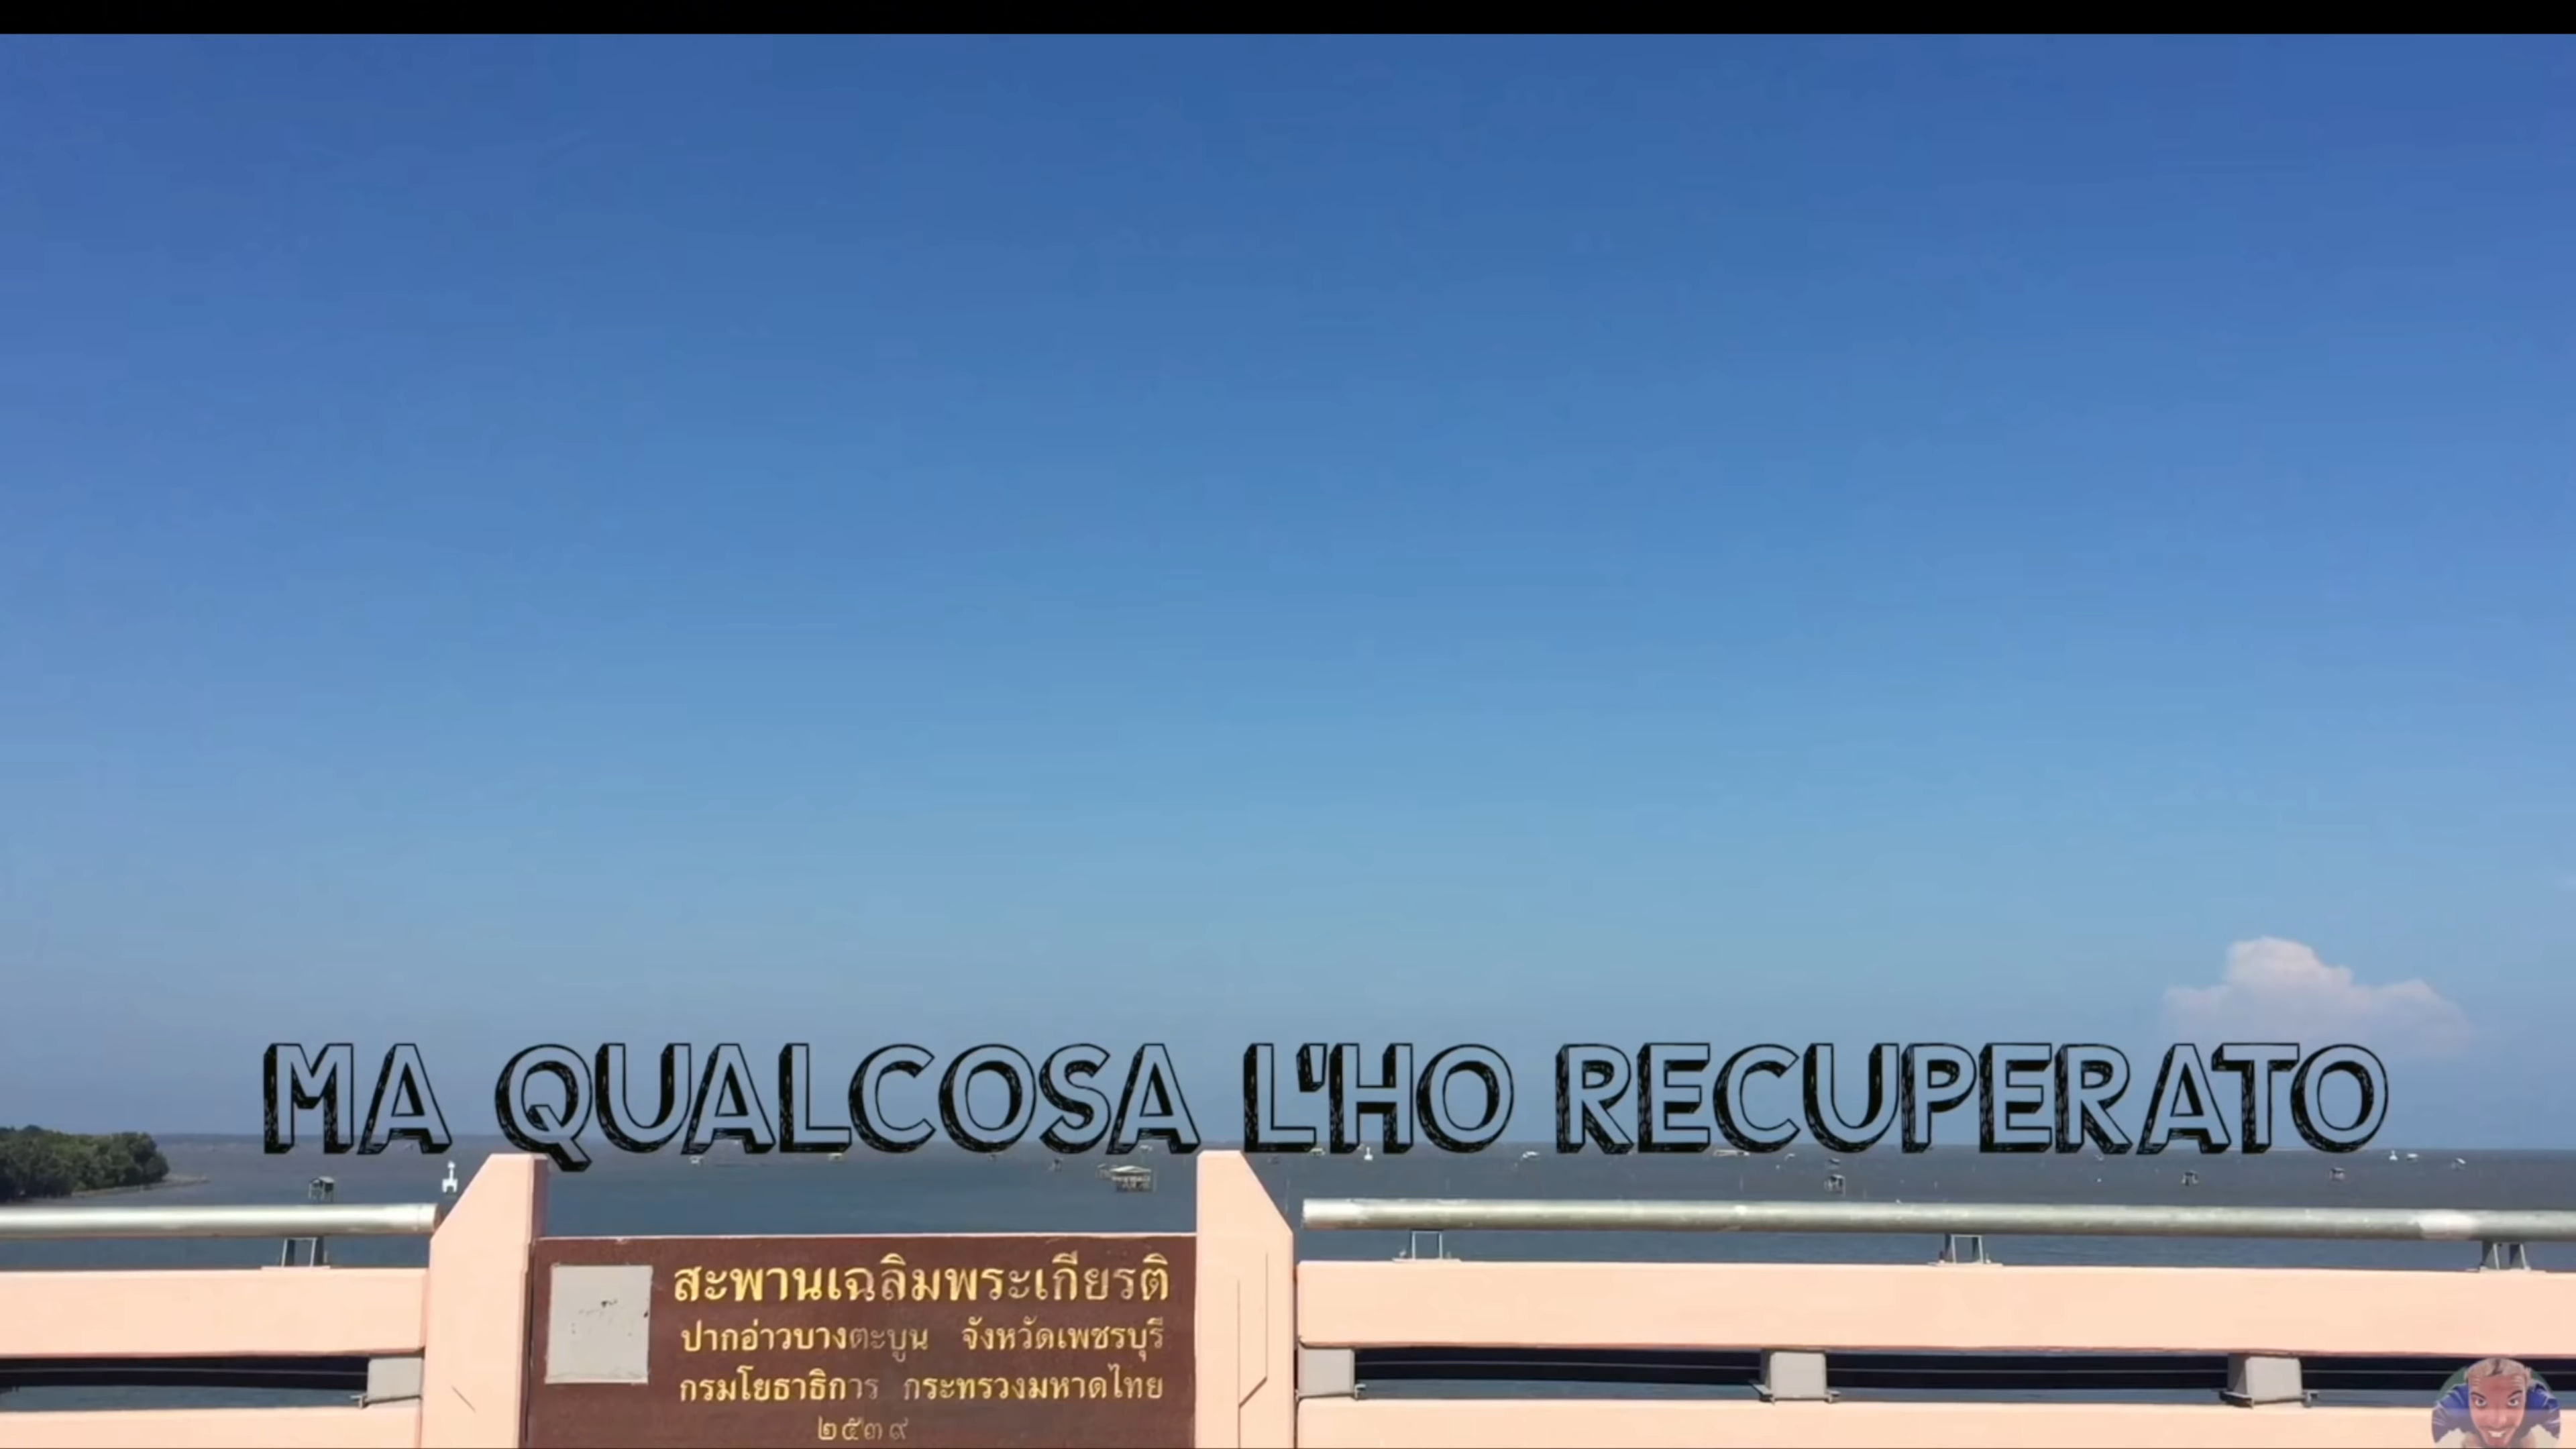 MA QUALCOSA L'HO RECUPERATO
สะพานเฉลิมพระเกียรติ
ปากอ่าวบางตะบูน จังหวัดเพชรบุรี
กรมโยธาธิการ กระทรวงมหาดไทย
๒๕๓๙